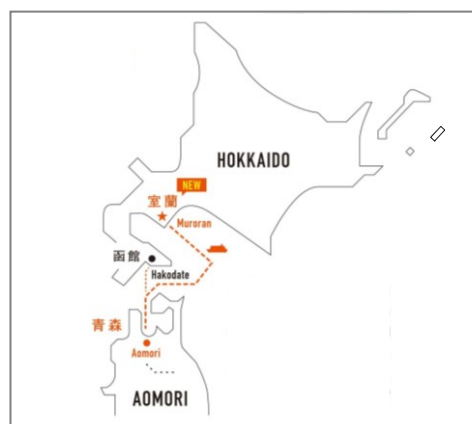 HOKKAIDO
NEW
室蘭
Muroran
函館
Hakodate
青森
Aomori
AOMORI